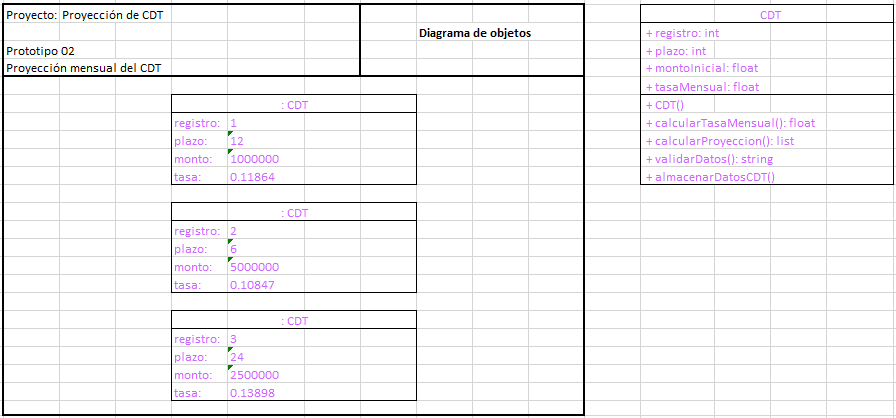 Proyecto: Proyección de CDT
Diagrama de objetos
Prototipo 02
Proyección mensual del CDT
: CDT
registro: 1
plazo: 12
monto: 1000000
tasa: 0.11864
: CDT
registro: 2
plazo: 6
monto: 5000000
tasa: 0.10847
: CDT
registro: 3
plazo: 24
monto: 2500000
tasa: 0.13898
CDT
+ registro: int
+ plazo: int
+ montoInicial: float
+ tasaMensual: float
+ CDT()
+ calcularTasaMensual(): float
+ calcularProyeccion(): list
+ validarDatos(): string
+ almacenarDatosCDT()